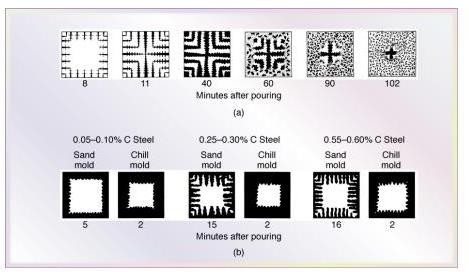 8 11 40 60 90 102
Minutes after pouring
(a)
0.05–0.10% C Steel 0.25–0.30% C Steel 0.55–0.60% C Steel
Sand mold Chill mold Sand mold Chill mold Sand mold Chill mold
5 2 15 2 16 2
Minutes after pouring
(b)